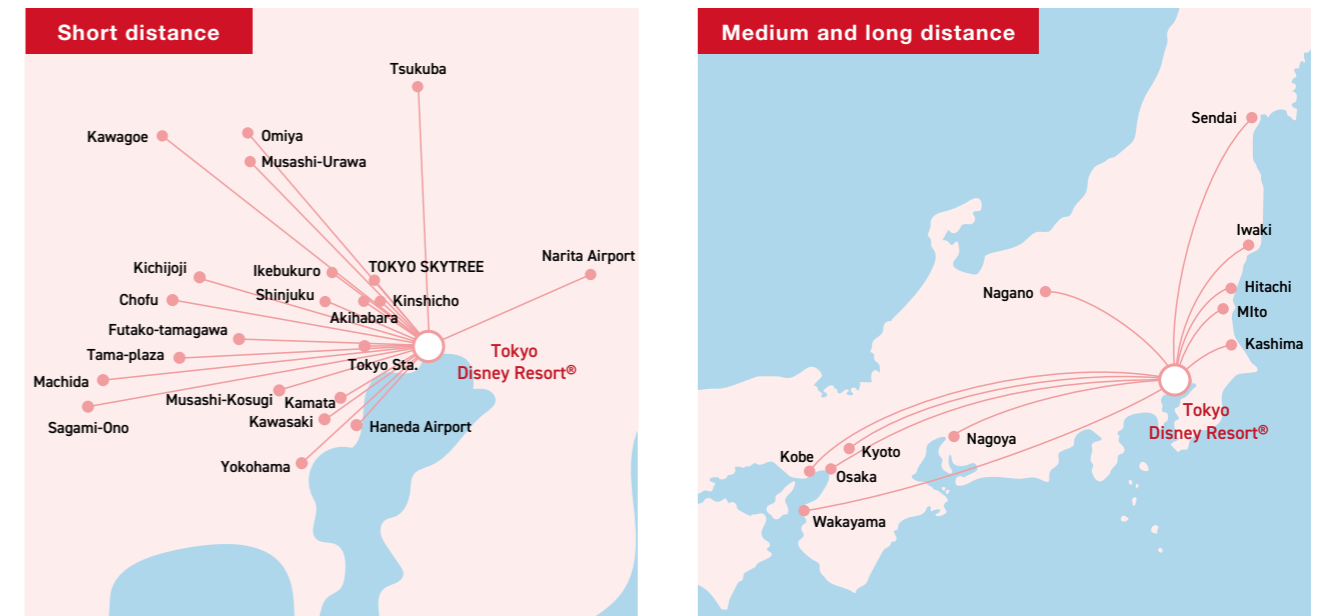 Short distance
Tsukuba
Kawagoe
Omiya
Musashi-Urawa
Narita Airport
Kichijoji
Ikebukuro
TOKYO SKYTREE
Chofu
Shinjuku
Kinshicho
Akihabara
Futako-tamagawa
Tama-plaza
Tokyo Sta.
Tokyo
Disney Resort®
Machida
Musashi-Kosugi
Kamata
Sagami-Ono
Kawasaki
Haneda Airport
Yokohama
Medium and long distance
Sendai
Iwaki
Nagano
Hitachi
MIto
Kashima
Tokyo
Disney Resort®
Nagoya
Kobe
Kyoto
Osaka
Wakayama